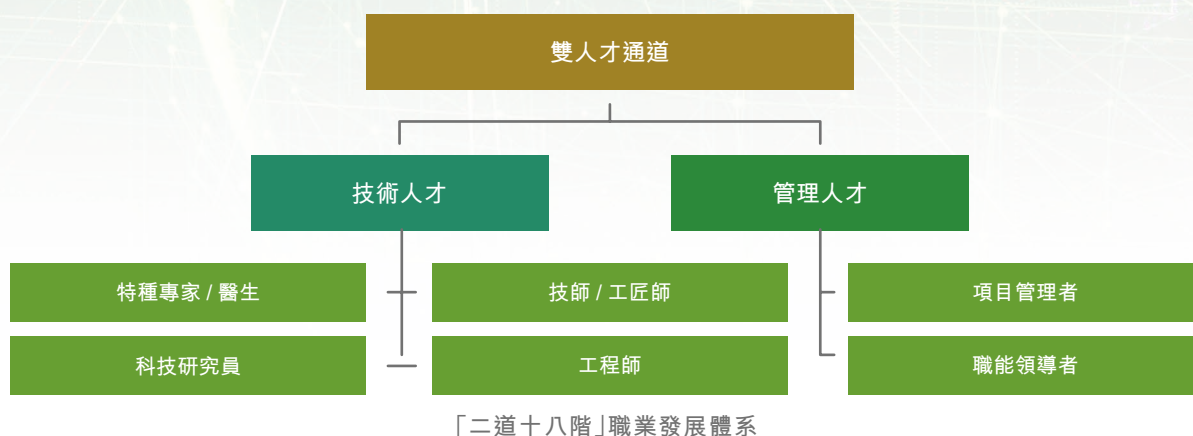 雙人才通道
技術人才
管理人才
特種專家 / 醫生
技師 / 工匠師
項目管理者
科技研究員
工程師
職能領導者
「二道十八階」職業發展體系